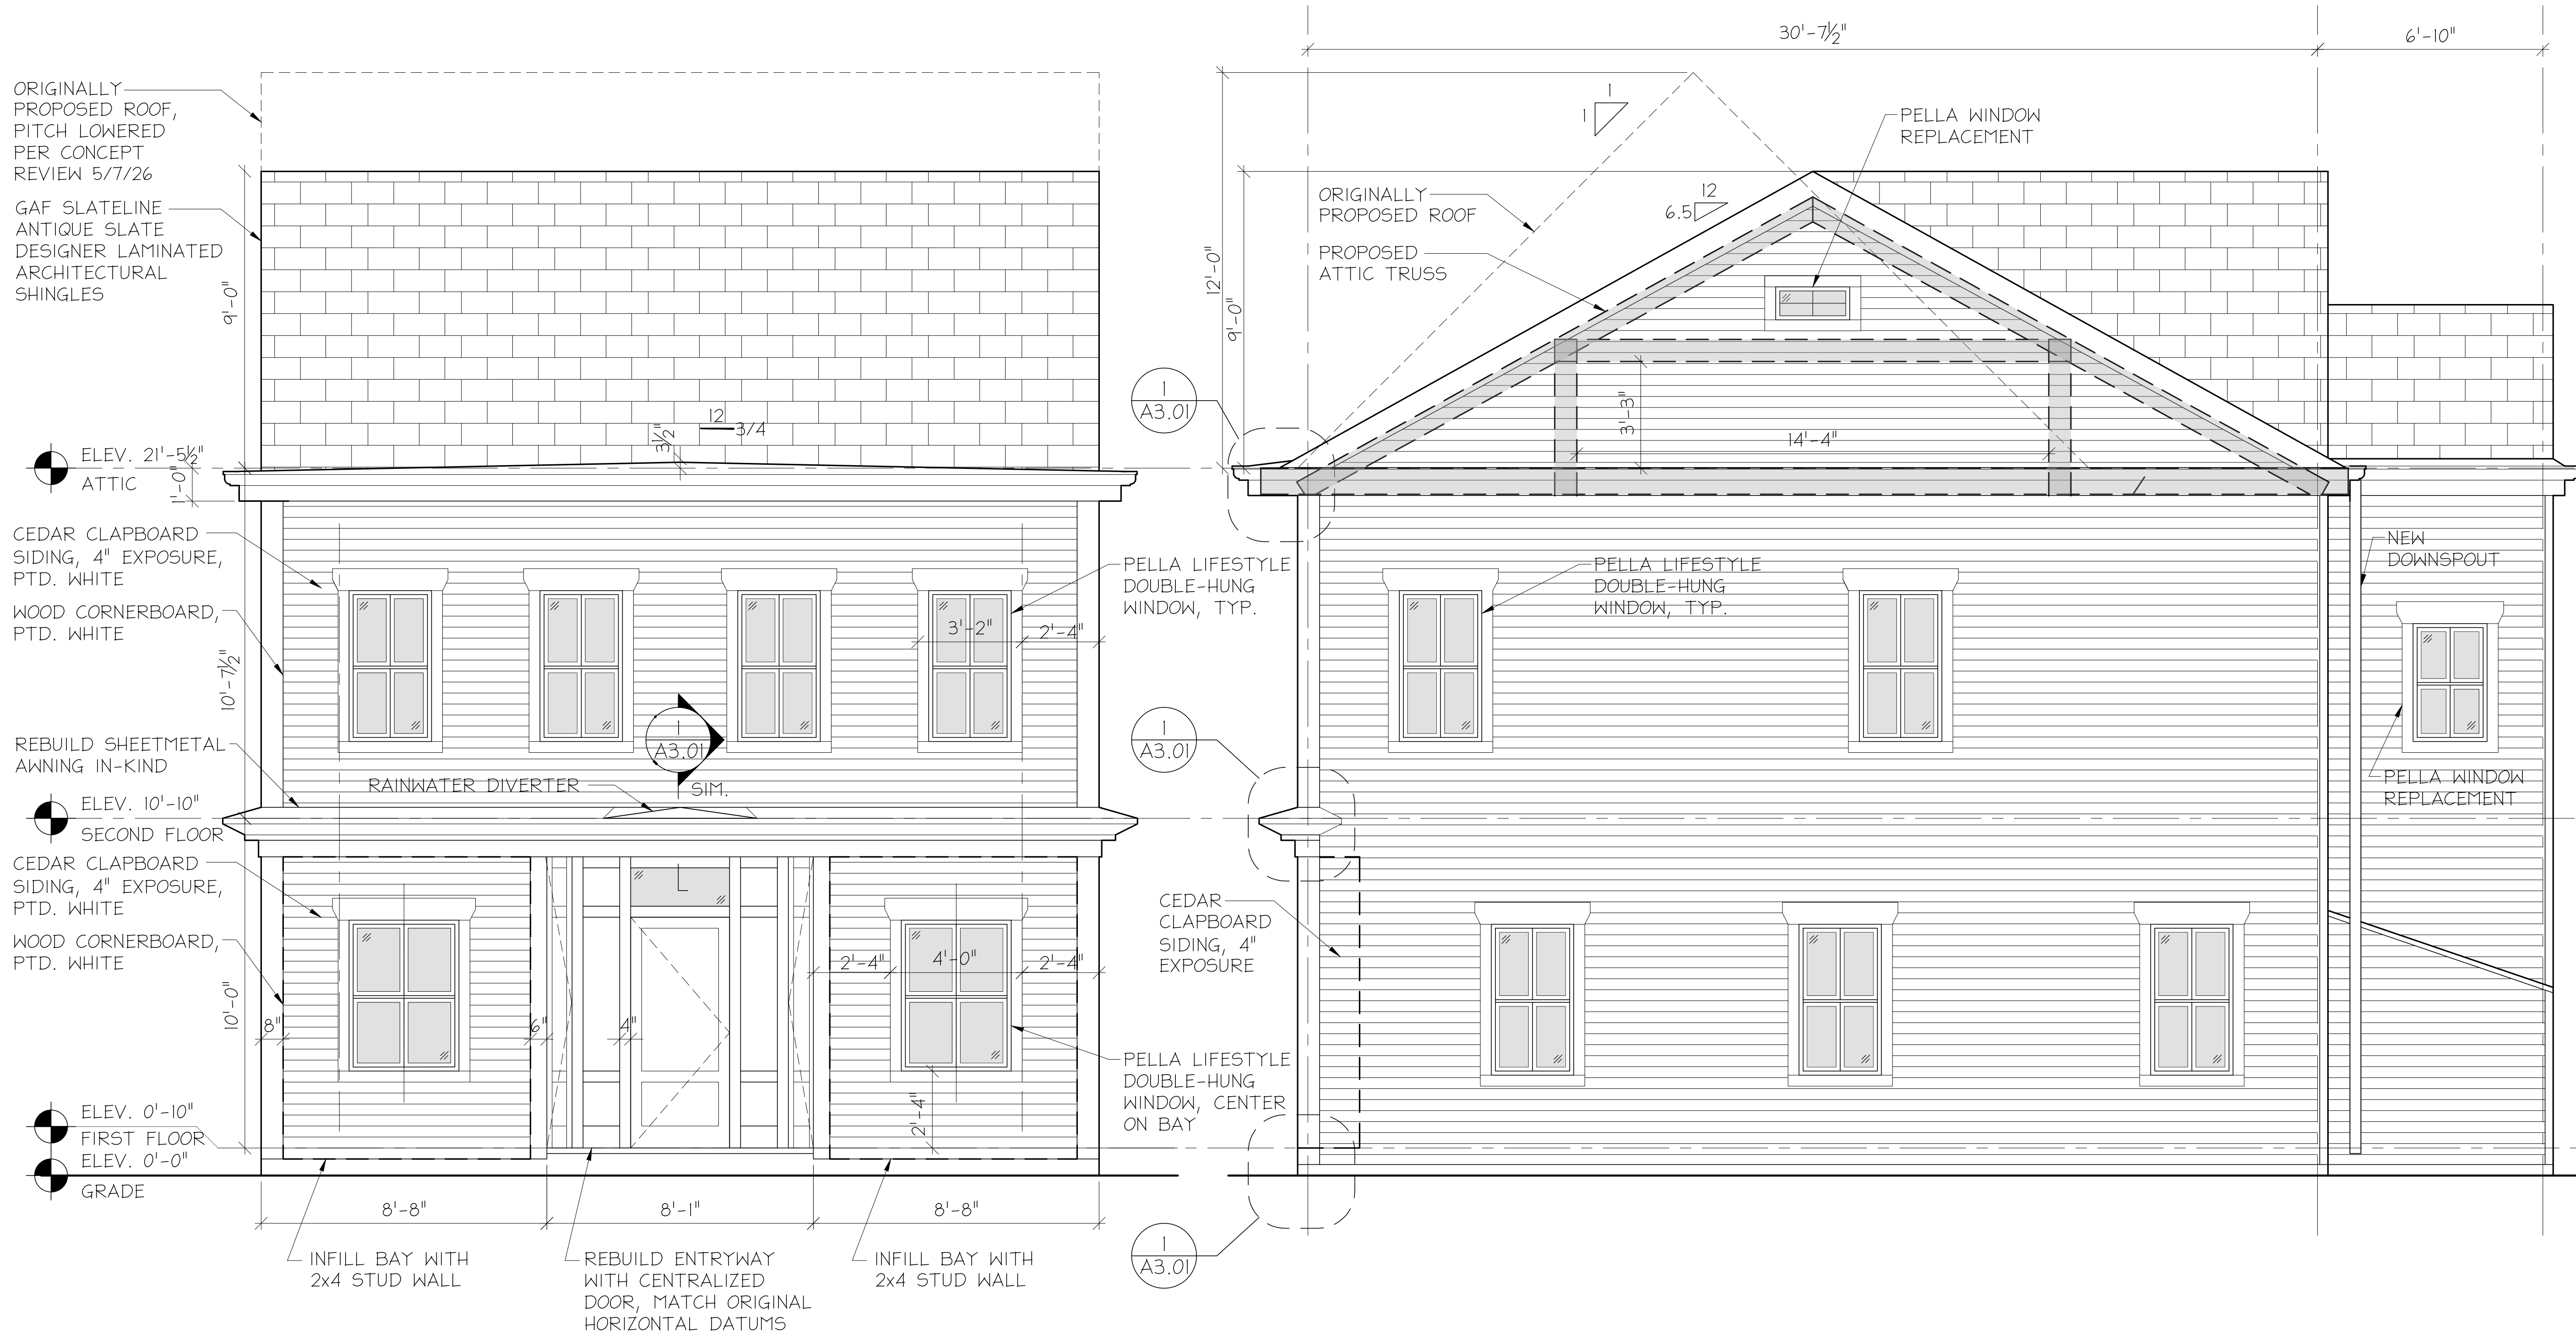 ORIGINALLY
PROPOSED ROOF,
PITCH LOWERED
PER CONCEPT
REVIEW 5/7/26
GAF SLATELINE
ANTIQUE SLATE
DESIGNER LAMINATED
ARCHITECTURAL
SHINGLES
9'-0"
12
3/4
3½"
ELEV. 21'-5½"
ATTIC
1'-0"
CEDAR CLAPBOARD
SIDING, 4" EXPOSURE,
PTD. WHITE
WOOD CORNERBOARD,
PTD. WHITE
10'-7½"
3'-2"
2'-4"
PELLA LIFESTYLE
DOUBLE-HUNG
WINDOW, TYP.
1
A3.01
SIM.
REBUILD SHEETMETAL
AWNING IN-KIND
RAINWATER DIVERTER
ELEV. 10'-10"
SECOND FLOOR
CEDAR CLAPBOARD
SIDING, 4" EXPOSURE,
PTD. WHITE
WOOD CORNERBOARD,
PTD. WHITE
10'-0"
8"
6"
4"
2'-4"
4'-0"
2'-4"
2'-4"
PELLA LIFESTYLE
DOUBLE-HUNG
WINDOW, CENTER
ON BAY
ELEV. 0'-10"
FIRST FLOOR
ELEV. 0'-0"
GRADE
8'-8"
8'-1"
8'-8"
INFILL BAY WITH
2x4 STUD WALL
REBUILD ENTRYWAY
WITH CENTRALIZED
DOOR, MATCH ORIGINAL
HORIZONTAL DATUMS
INFILL BAY WITH
2x4 STUD WALL
30'-7½"
6'-10"
1
1
PELLA WINDOW
REPLACEMENT
ORIGINALLY
PROPOSED ROOF
12
6.5
PROPOSED
ATTIC TRUSS
12'-0"
9'-0"
1
A3.01
3'-3"
14'-4"
PELLA LIFESTYLE
DOUBLE-HUNG
WINDOW, TYP.
NEW
DOWNSPOUT
1
A3.01
PELLA WINDOW
REPLACEMENT
CEDAR
CLAPBOARD
SIDING, 4"
EXPOSURE
1
A3.01